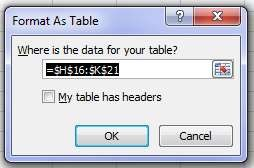 Format As Table
Where is the data for your table?
=$H$16:$K$21
My table has headers
OK
Cancel